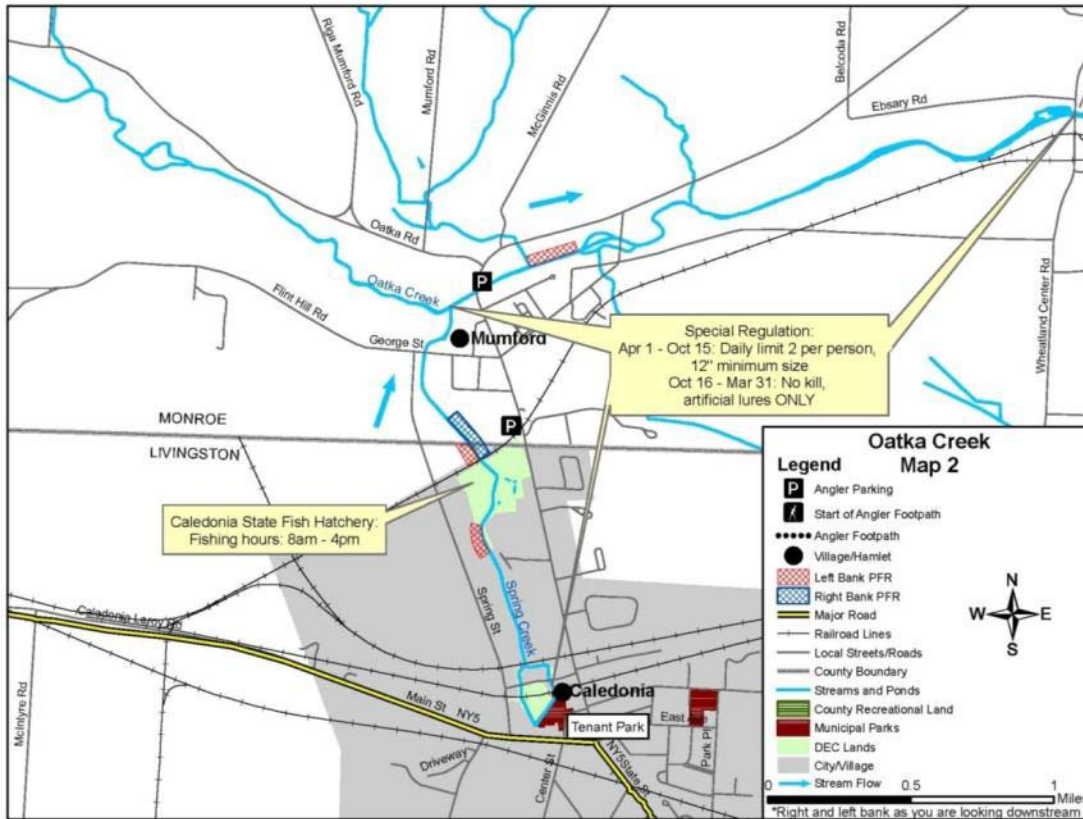 Riga Mumford Rd
Mumford Rd
McGinnis Rd
Belcoda Rd
Ebsary Rd
Oatka Rd
P
Oatka Creek
Flint Hill Rd
George St
Mumford
Wheatland Center Rd
Special Regulation:
Apr 1 - Oct 15: Daily limit 2 per person,
12" minimum size
Oct 16 - Mar 31: No kill,
artificial lures ONLY
P
MONROE
LIVINGSTON
Caledonia State Fish Hatchery:
Fishing hours: 8am - 4pm
Spring St
Spring Creek
Caledonia Leroy Rd
McIntyre Rd
Main St NY5
Caledonia
Tenant Park
East Ave
Park Pl
Driveway
Center St
NY5State St
Oatka Creek
Map 2
Legend
P Angler Parking
Start of Angler Footpath
Angler Footpath
Village/Hamlet
Left Bank PFR
Right Bank PFR
Major Road
Railroad Lines
Local Streets/Roads
County Boundary
Streams and Ponds
County Recreational Land
Municipal Parks
DEC Lands
City/Village
Stream Flow
N
W E
S
0 0.5 1
Miles
*Right and left bank as you are looking downstream